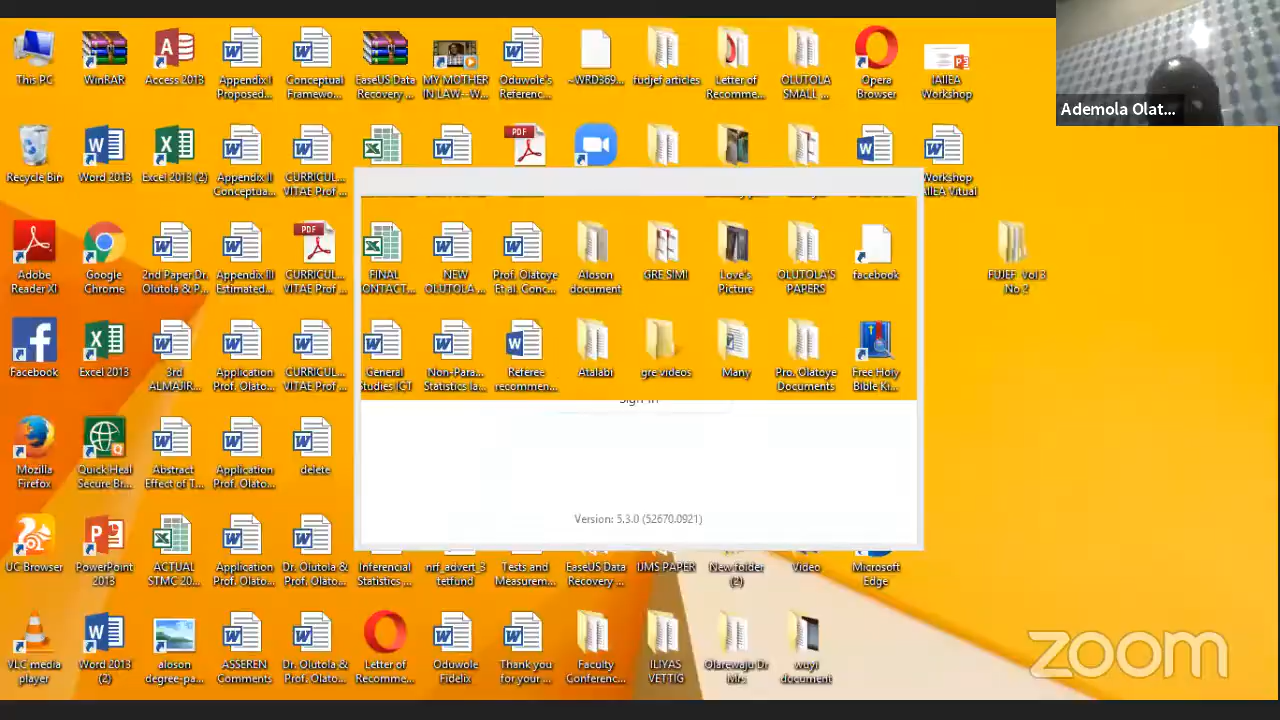 Ademola Olat...
This PC
WinRAR
Access 2013
Appendix I
Proposed...
Conceptual
Framewo...
EaseUS Data
Recovery ...
MY MOTHER
IN LAW--W...
Oduwole's
Referenc...
~WRD369...
fudjef articles
Letter of
Recomme...
OLUTOLA
SMALL ...
Opera
Browser
IAIIEA
Workshop
Recycle Bin
Word 2013
Excel 2013 (2)
Appendix II
Conceptua...
CURRICUL...
VITAE Prof ...
PDF
Workshop
AIIEA Vitual
Adobe
Reader XI
Google
Chrome
2nd Paper Dr.
Olutola & P...
Appendix III
Estimated...
PDF
CURRICUL...
VITAE Prof ...
FINAL
CONTACT...
NEW
OLUTOLA ...
Prof. Olatoye
Et al. Conc...
Aloson
document
GRE SIMI
Love's
Picture
OLUTOLA'S
PAPERS
facebook
FUJEF Vol 3
No 2
Facebook
Excel 2013
3rd
ALMAJIR...
Application
Prof. Olato...
CURRICUL...
VITAE Prof ...
General
Studies ICT
Non-Para...
Statistics la...
Referee
recommen...
Atalabi
gre videos
Many
Pro. Olatoye
Documents
Free Holy
Bible Ki...
Sign In
Mozilla
Firefox
Quick Heal
Secure Br...
Abstract
Effect of T...
Application
Prof. Olato...
delete
Version: 5.3.0 (52670.0921)
UC Browser
PowerPoint
2013
ACTUAL
STMC 20...
Application
Prof. Olato...
Dr. Olutola &
Prof. Olato...
Inferencial
Statistics ...
nrf_advert_3
tetfund
Tests and
Measurem...
EaseUS Data
Recovery ...
IJMS PAPER
New folder
(2)
Video
Microsoft
Edge
VLC media
player
Word 2013
(2)
aloson
degree-pa...
ASSEREN
Comments
Dr. Olutola &
Prof. Olato...
Letter of
Recomme...
Oduwole
Fidelix
Thank you
for your ...
Faculty
Conferenc...
ILIYAS
VETTIG
Olarewaju Dr
Mrs
wuyi
document
zoom